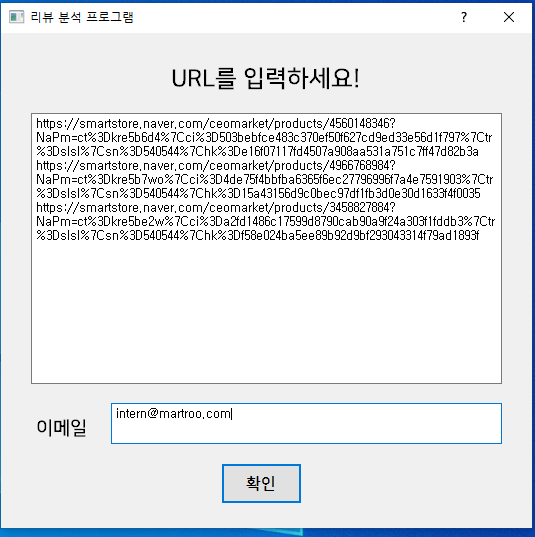 리뷰 분석 프로그램
URL를 입력하세요!
https://smartstore.naver.com/ceomarket/products/4560148346?
NaPm=ct%3Dkre5b6d4%7Cci%3D503bebfce483c370ef50f627cd9ed33e56d1f797%7Ctr
%3Dslsl%7Csn%3D540544%7Chk%3De16f07117fd4507a908aa531a751c7ff47d82b3a
https://smartstore.naver.com/ceomarket/products/4966768984?
NaPm=ct%3Dkre5b7wo%7Cci%3D4de75f4bbfba6365f6ec27796996f7a4e7591903%7Ctr
%3Dslsl%7Csn%3D540544%7Chk%3D15a43156d9c0bec97df1fb3d0e30d1633f4f0035
https://smartstore.naver.com/ceomarket/products/3458827884?
NaPm=ct%3Dkre5be2w%7Cci%3Da2fd1486c17599d8790cab90a9f24a303f1fddb3%7Ctr
%3Dslsl%7Csn%3D540544%7Chk%3Df58e024ba5ee89b92d9bf293043314f79ad1893f
이메일
intern@martroo.com
확인